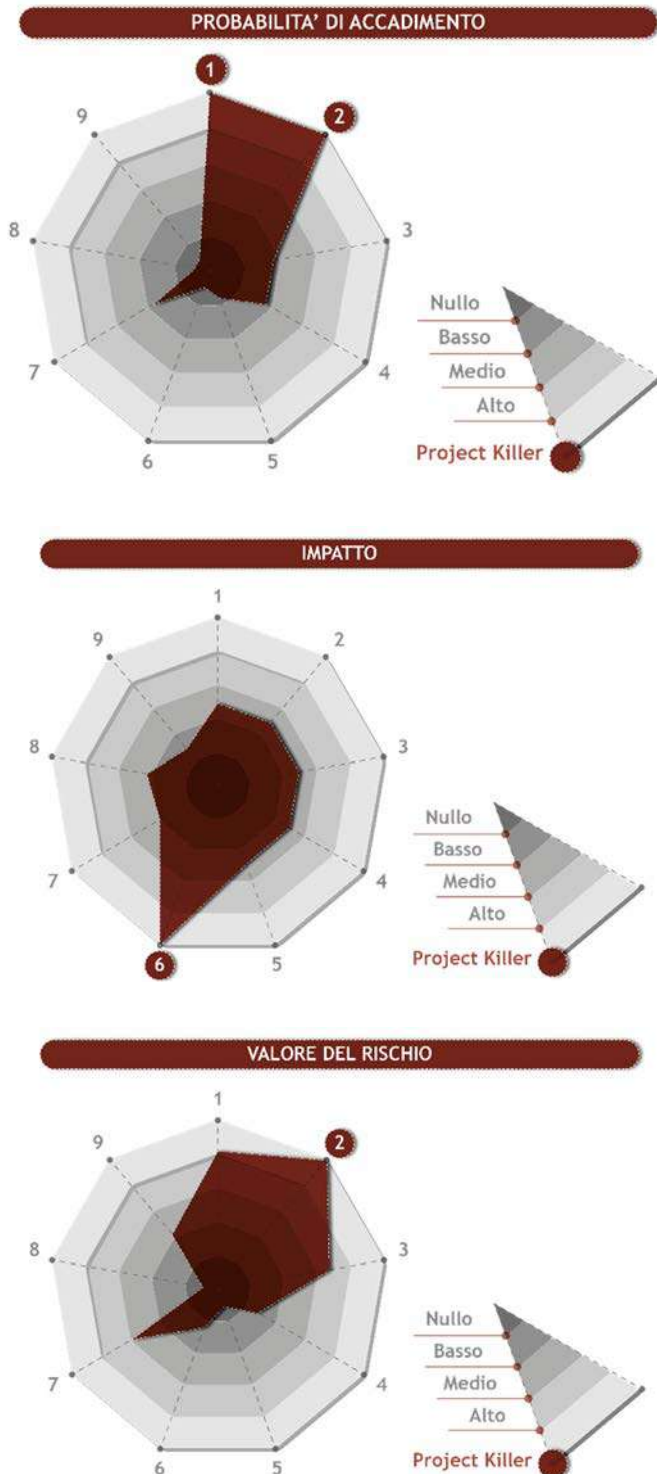 PROBABILITA' DI ACCADIMENTO
1
2
3
4
5
6
7
8
9
Nullo
Basso
Medio
Alto
Project Killer
IMPATTO
1
2
3
4
5
6
7
8
9
Nullo
Basso
Medio
Alto
Project Killer
VALORE DEL RISCHIO
1
2
3
4
5
6
7
8
9
Nullo
Basso
Medio
Alto
Project Killer